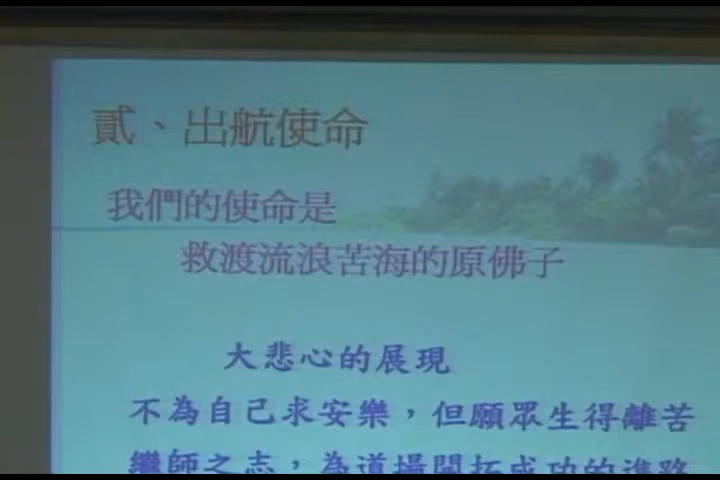 貳、出航使命
我們的使命是
救渡流浪苦海的原佛子
大悲心的展現
不為自己求安樂，但願眾生得離苦
繼師之志，為道場開拓成功的進路